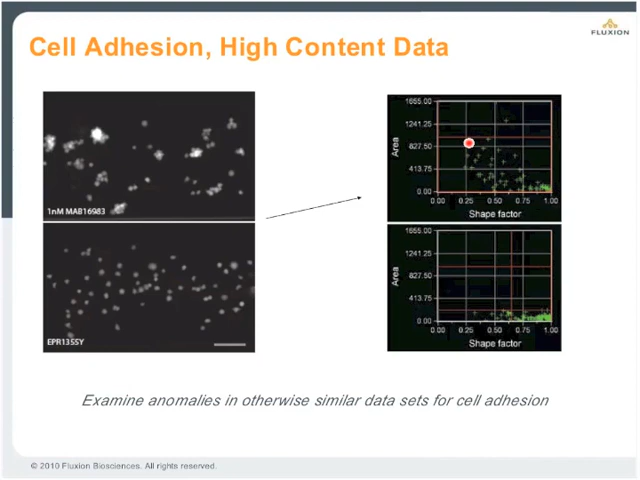 FLUXION
Cell Adhesion, High Content Data
1nM MAB16983
EPR1355Y
1665.00
1241.25
827.50
413.75
0.00
Area
0.00 0.25 0.50 0.75 1.00
Shape factor
1655.00
1241.25
827.50
413.75
0.00
Area
0.00 0.25 0.50 0.75 1.00
Shape factor
Examine anomalies in otherwise similar data sets for cell adhesion
© 2010 Fluxion Biosciences. All rights reserved.